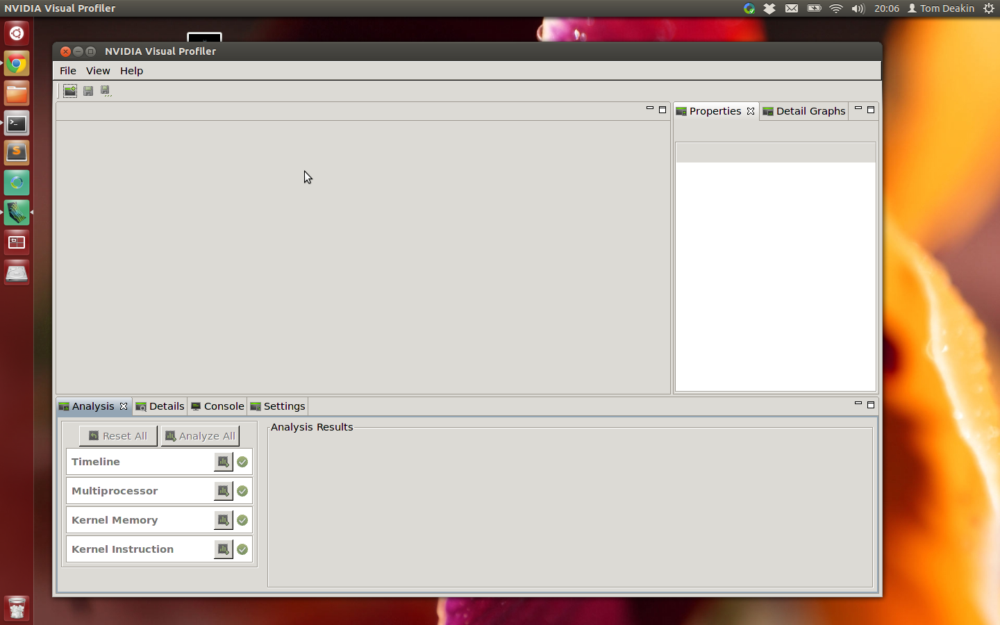 NVIDIA Visual Profiler
20:06 Tom Deakin
NVIDIA Visual Profiler
File View Help
Properties Detail Graphs
Analysis Details Console Settings
Reset All Analyze All
Analysis Results
Timeline
Multiprocessor
Kernel Memory
Kernel Instruction